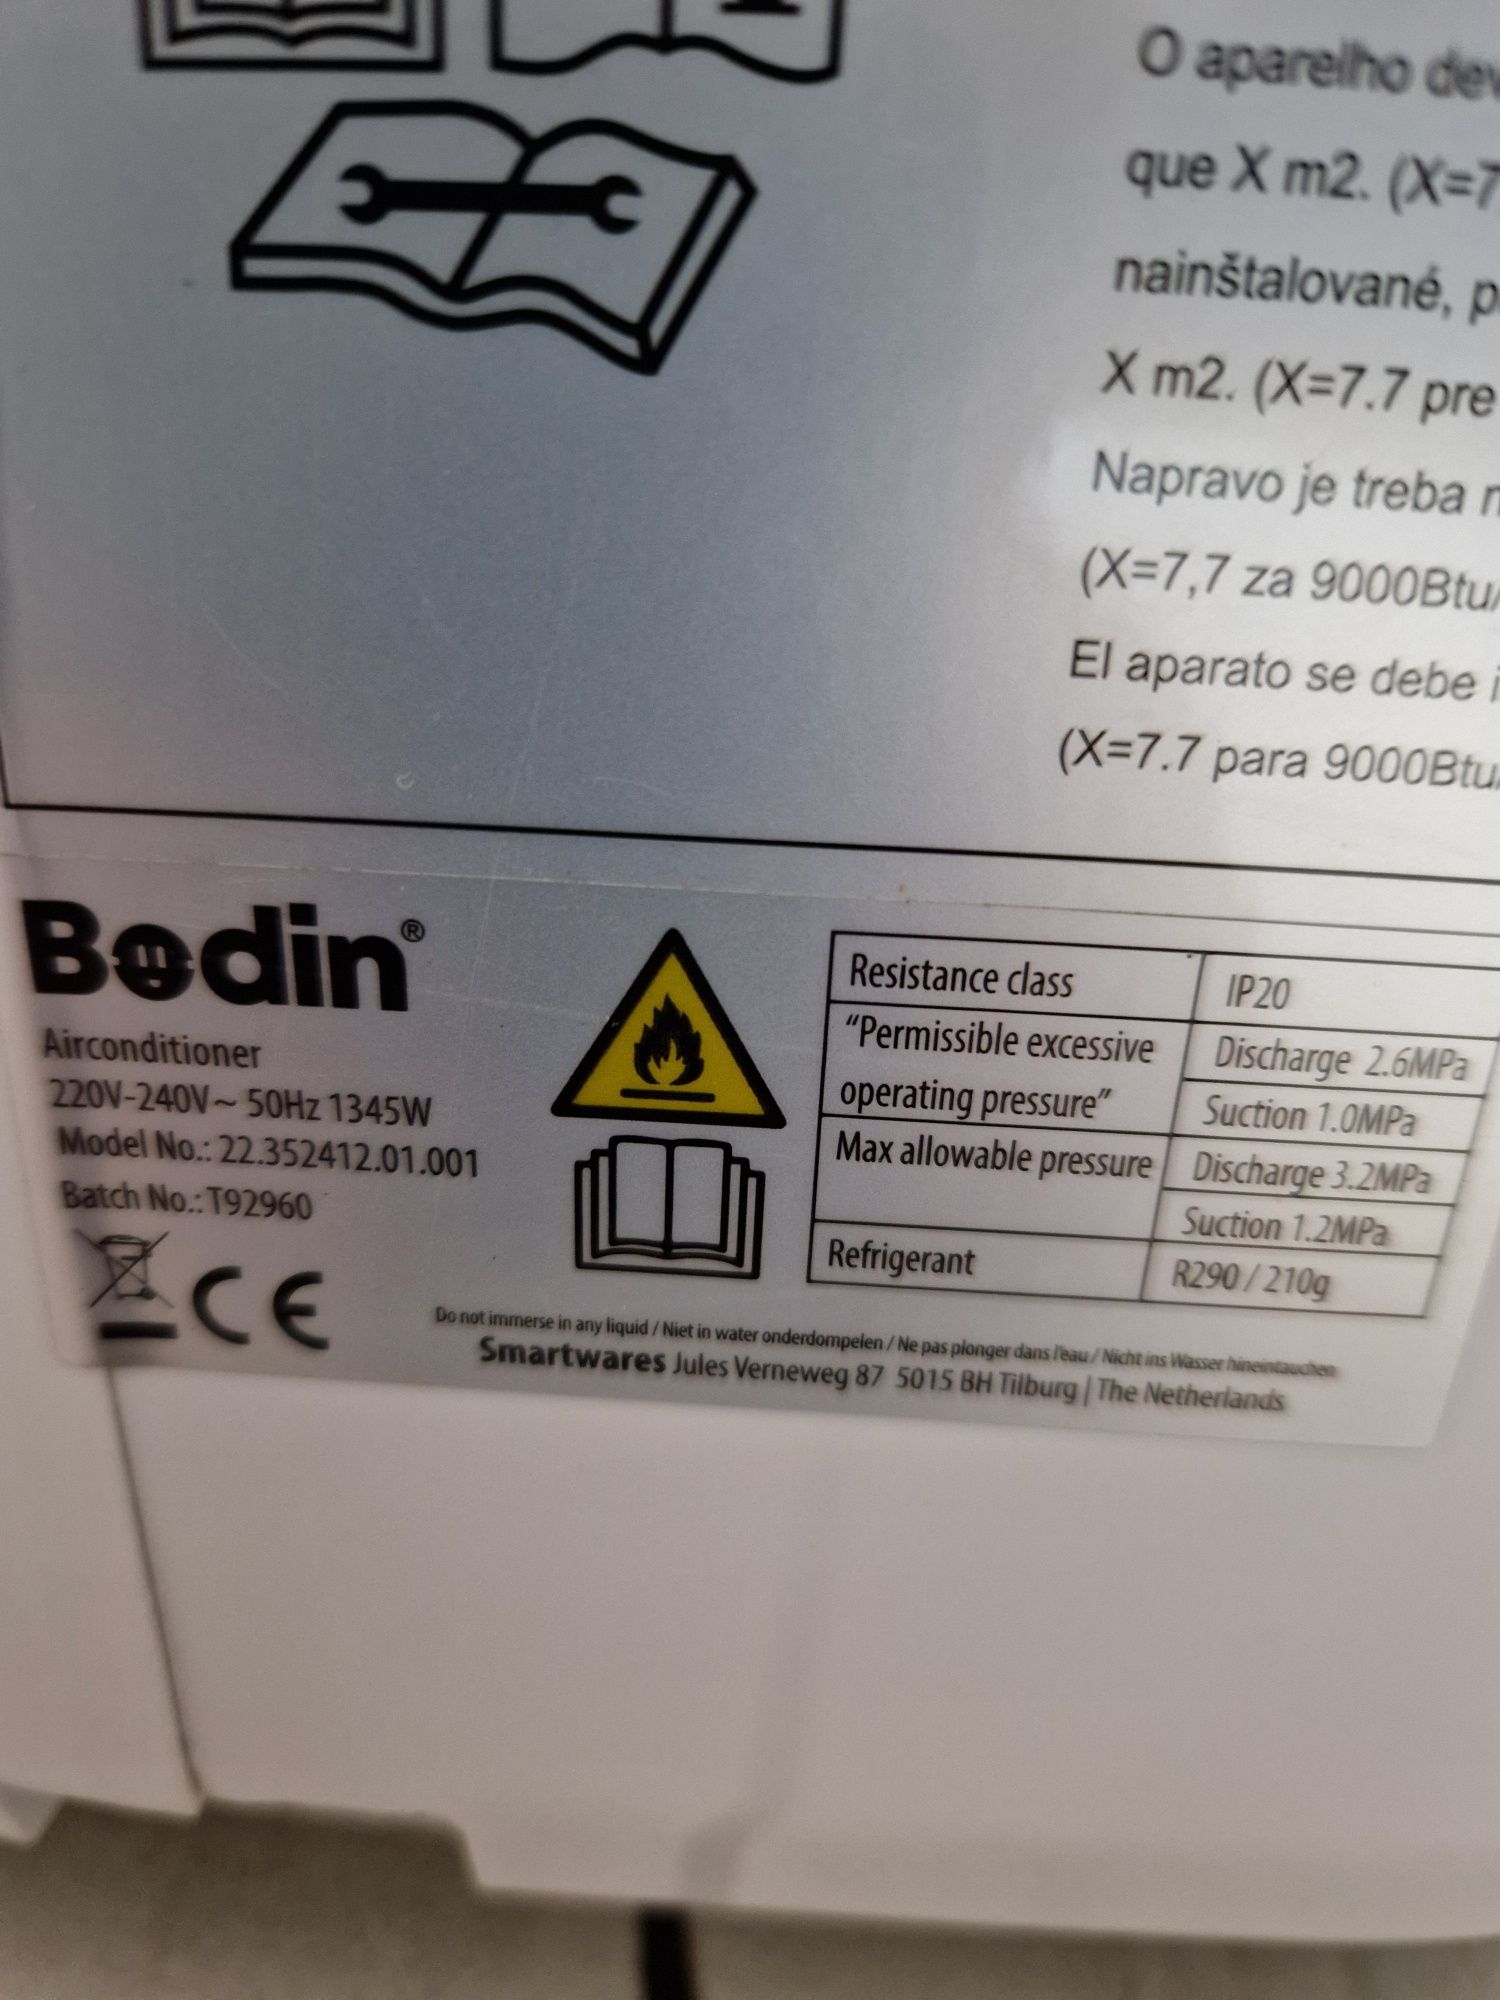 O aparelho
que X m2. (X=7
nainštalované,
X m2. (X=7.7 pre
Napravo je treba
(X=7,7 za 9000Btu/
El aparato se debe
(X=7.7 para 9000Btu/
Bodin®
Airconditioner
220V-240V~ 50Hz 1345W
Model No.: 22.352412.01.001
Batch No.: T92960
CE
Resistance class IP20
"Permissible excessive operating pressure" Discharge 2.6MPa
Suction 1.0MPa
Max allowable pressure Discharge 3.2MPa
Suction 1.2MPa
Refrigerant R290 / 210g
Do not immerse in any liquid / Niet in water onderdompelen / Ne pas plonger dans l'eau / Nicht ins Wasser hineintauchen
Smartwares Jules Verneweg 87 5015 BH Tilburg | The Netherlands